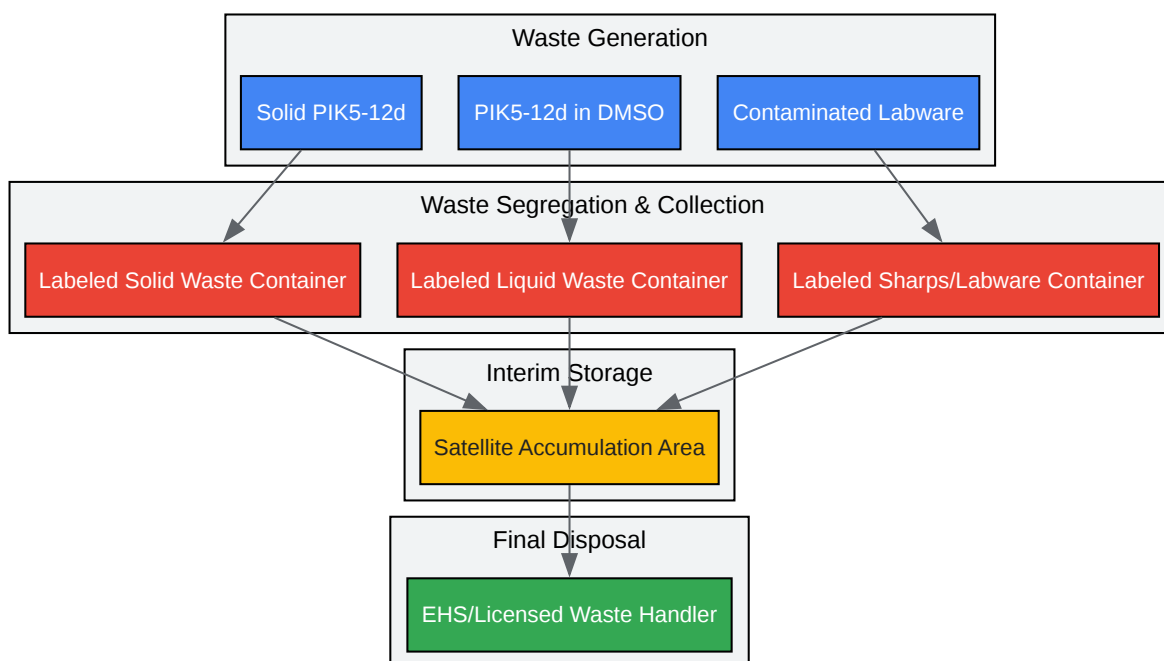 Waste Generation
Solid PIK5-12d
PIK5-12d in DMSO
Contaminated Labware
Waste Segregation & Collection
Labeled Solid Waste Container
Labeled Liquid Waste Container
Labeled Sharps/Labware Container
Interim Storage
Satellite Accumulation Area
Final Disposal
EHS/Licensed Waste Handler